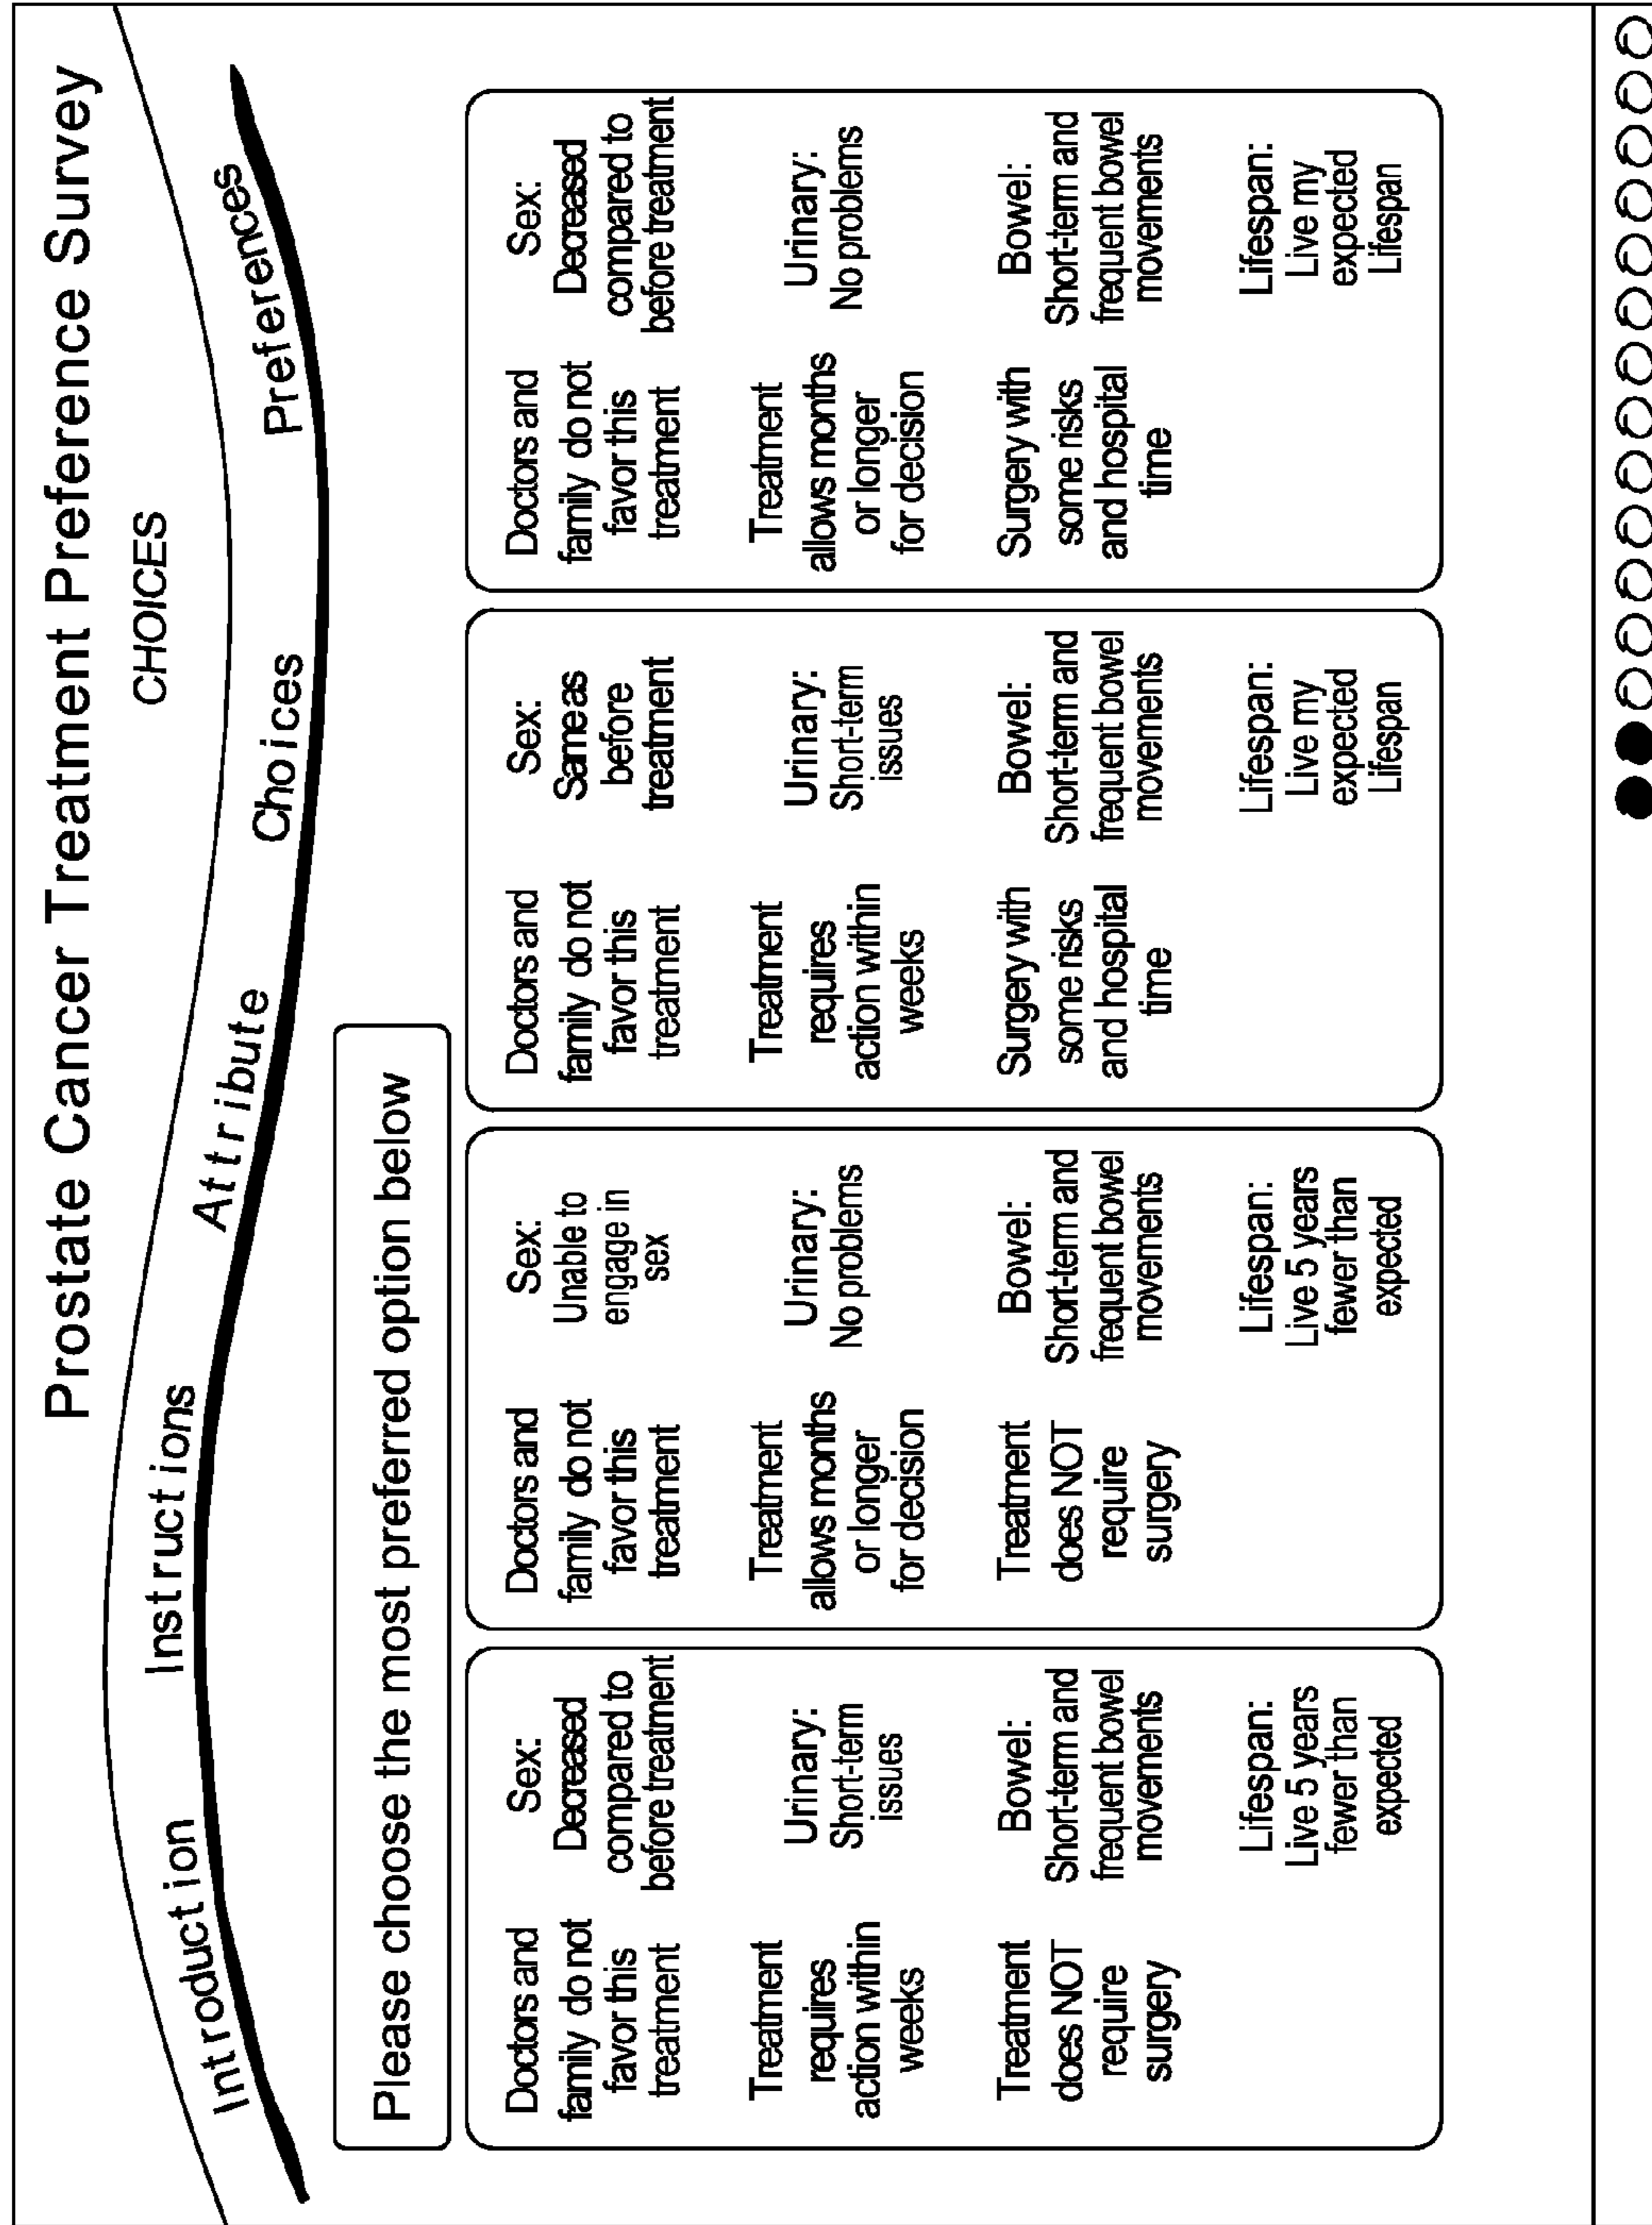 Prostate Cancer Treatment Preference Survey
CHOICES
Introduction
Instructions
Attribute
Choices
Preferences
Please choose the most preferred option below
Doctors and
family do not
favor this
treatment
Treatment
requires
action within
weeks
Treatment
does NOT
require
surgery
Sex:
Decreased
compared to
before treatment
Urinary:
Short-term
issues
Bowel:
Short-term and
frequent bowel
movements
Lifespan:
Live 5 years
fewer than
expected
Doctors and
family do not
favor this
treatment
Treatment
allows months
or longer
for decision
Treatment
does NOT
require
surgery
Sex:
Unable to
engage in
sex
Urinary:
No problems
Bowel:
Short-term and
frequent bowel
movements
Lifespan:
Live 5 years
fewer than
expected
Doctors and
family do not
favor this
treatment
Treatment
requires
action within
weeks
Surgery with
some risks
and hospital
time
Sex:
Same as
before
treatment
Urinary:
Short-term
issues
Bowel:
Short-term and
frequent bowel
movements
Lifespan:
Live my
expected
Lifespan
Doctors and
family do not
favor this
treatment
Treatment
allows months
or longer
for decision
Surgery with
some risks
and hospital
time
Sex:
Decreased
compared to
before treatment
Urinary:
No problems
Bowel:
Short-term and
frequent bowel
movements
Lifespan:
Live my
expected
Lifespan